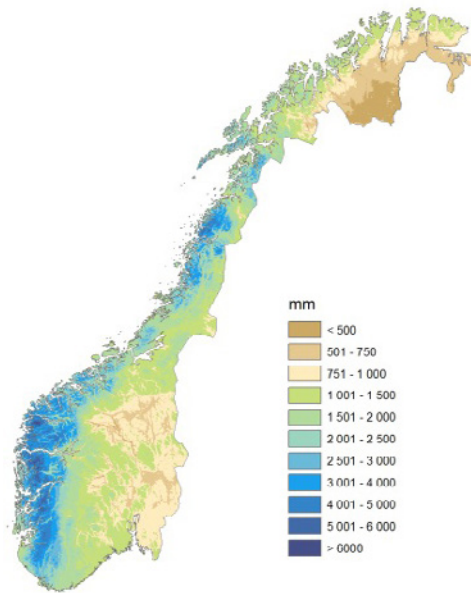 mm
< 500
501 - 750
751 - 1 000
1 001 - 1 500
1 501 - 2 000
2 001 - 2 500
2 501 - 3 000
3 001 - 4 000
4 001 - 5 000
5 001 - 6 000
> 6000